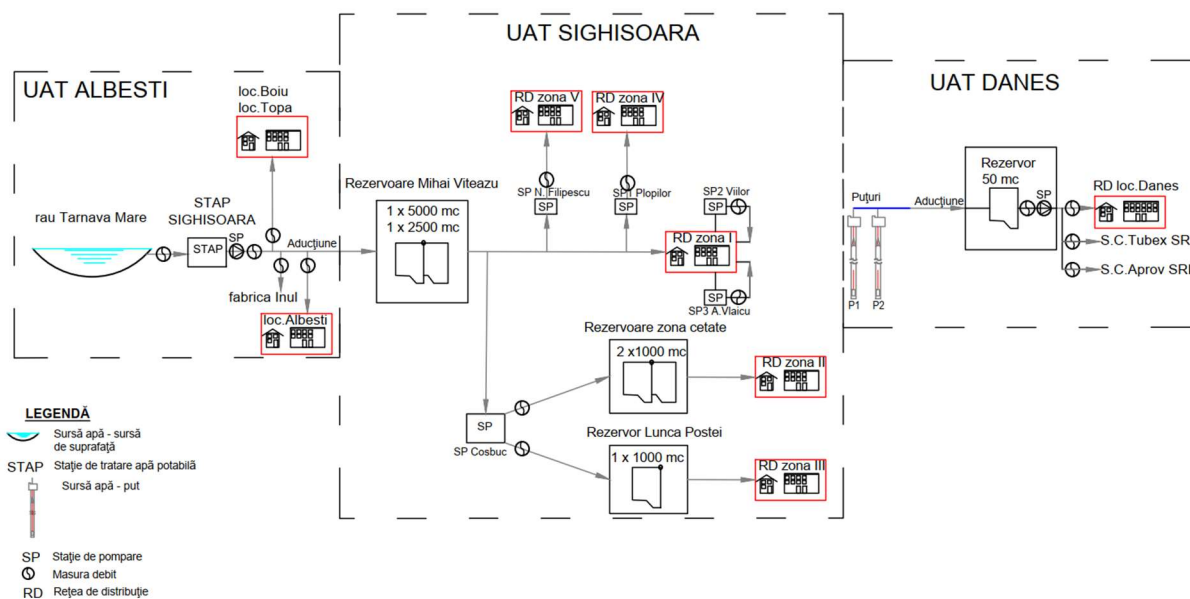 UAT SIGHISOARA
UAT ALBESTI
UAT DANES
loc.Boiu
loc.Topa
rau Tarnava Mare
STAP
SIGHISOARA
STAP
SP
Aducțiune
fabrica Inul
loc.Albesti
Rezervoare Mihai Viteazu
1 x 5000 mc
1 x 2500 mc
RD zona V
RD zona IV
SP N. Filipescu
SP
SP1 Plopilor
SP
SP2 Viilor
SP
RD zona I
SP
SP3 A.Vlaicu
Rezervoare zona cetate
2 x1000 mc
RD zona II
SP
SP Cosbuc
Rezervor Lunca Postei
1 x 1000 mc
RD zona III
Puțuri
P1
P2
Aducțiune
Rezervor
50 mc
SP
RD loc.Danes
S.C.Tubex SRL
S.C.Aprov SRL
LEGENDĂ
Sursă apă - sursă
de suprafață
STAP Stație de tratare apă potabilă
Sursă apă - put
SP Stație de pompare
Masura debit
RD Rețea de distribuție